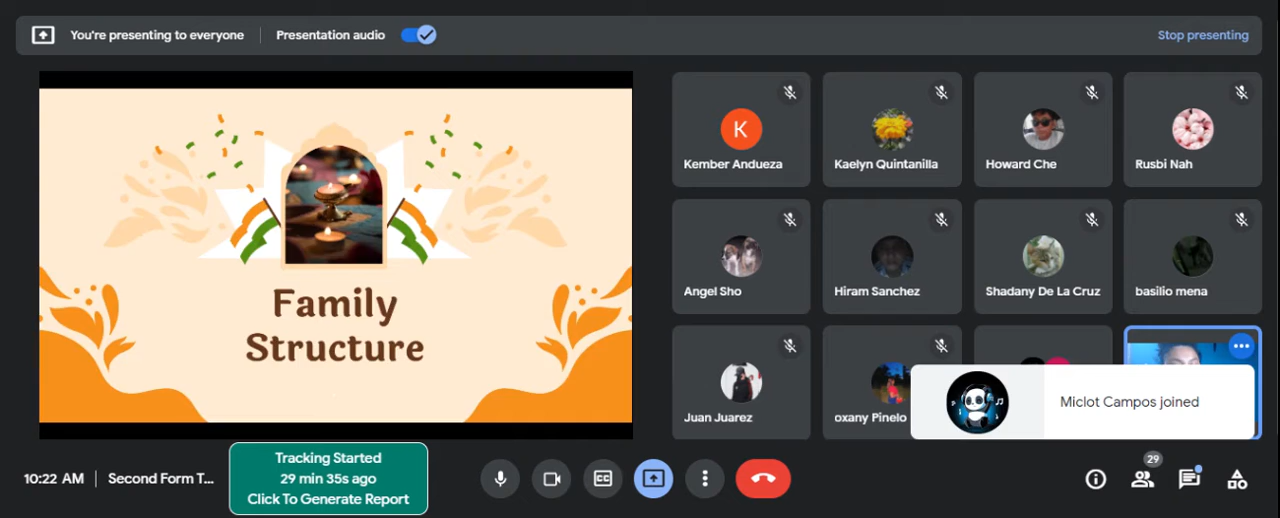 You're presenting to everyone
Presentation audio
Stop presenting
Family
Structure
K
Kember Andueza
Kaelyn Quintanilla
Howard Che
Rusbi Nah
Angel Sho
Hiram Sanchez
Shadany De La Cruz
basilio mena
Juan Juarez
oxany Pinelo
Miclot Campos joined
10:22 AM
Second Form T...
Tracking Started
29 min 35s ago
Click To Generate Report
CC
29